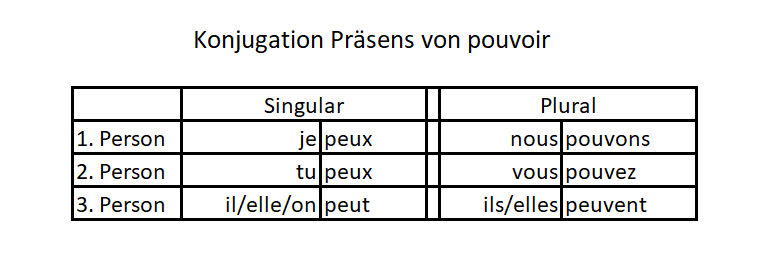 Konjugation Präsens von pouvoir
Singular Plural
1. Person je peux nous pouvons
2. Person tu peux vous pouvez
3. Person il/elle/on peut ils/elles peuvent